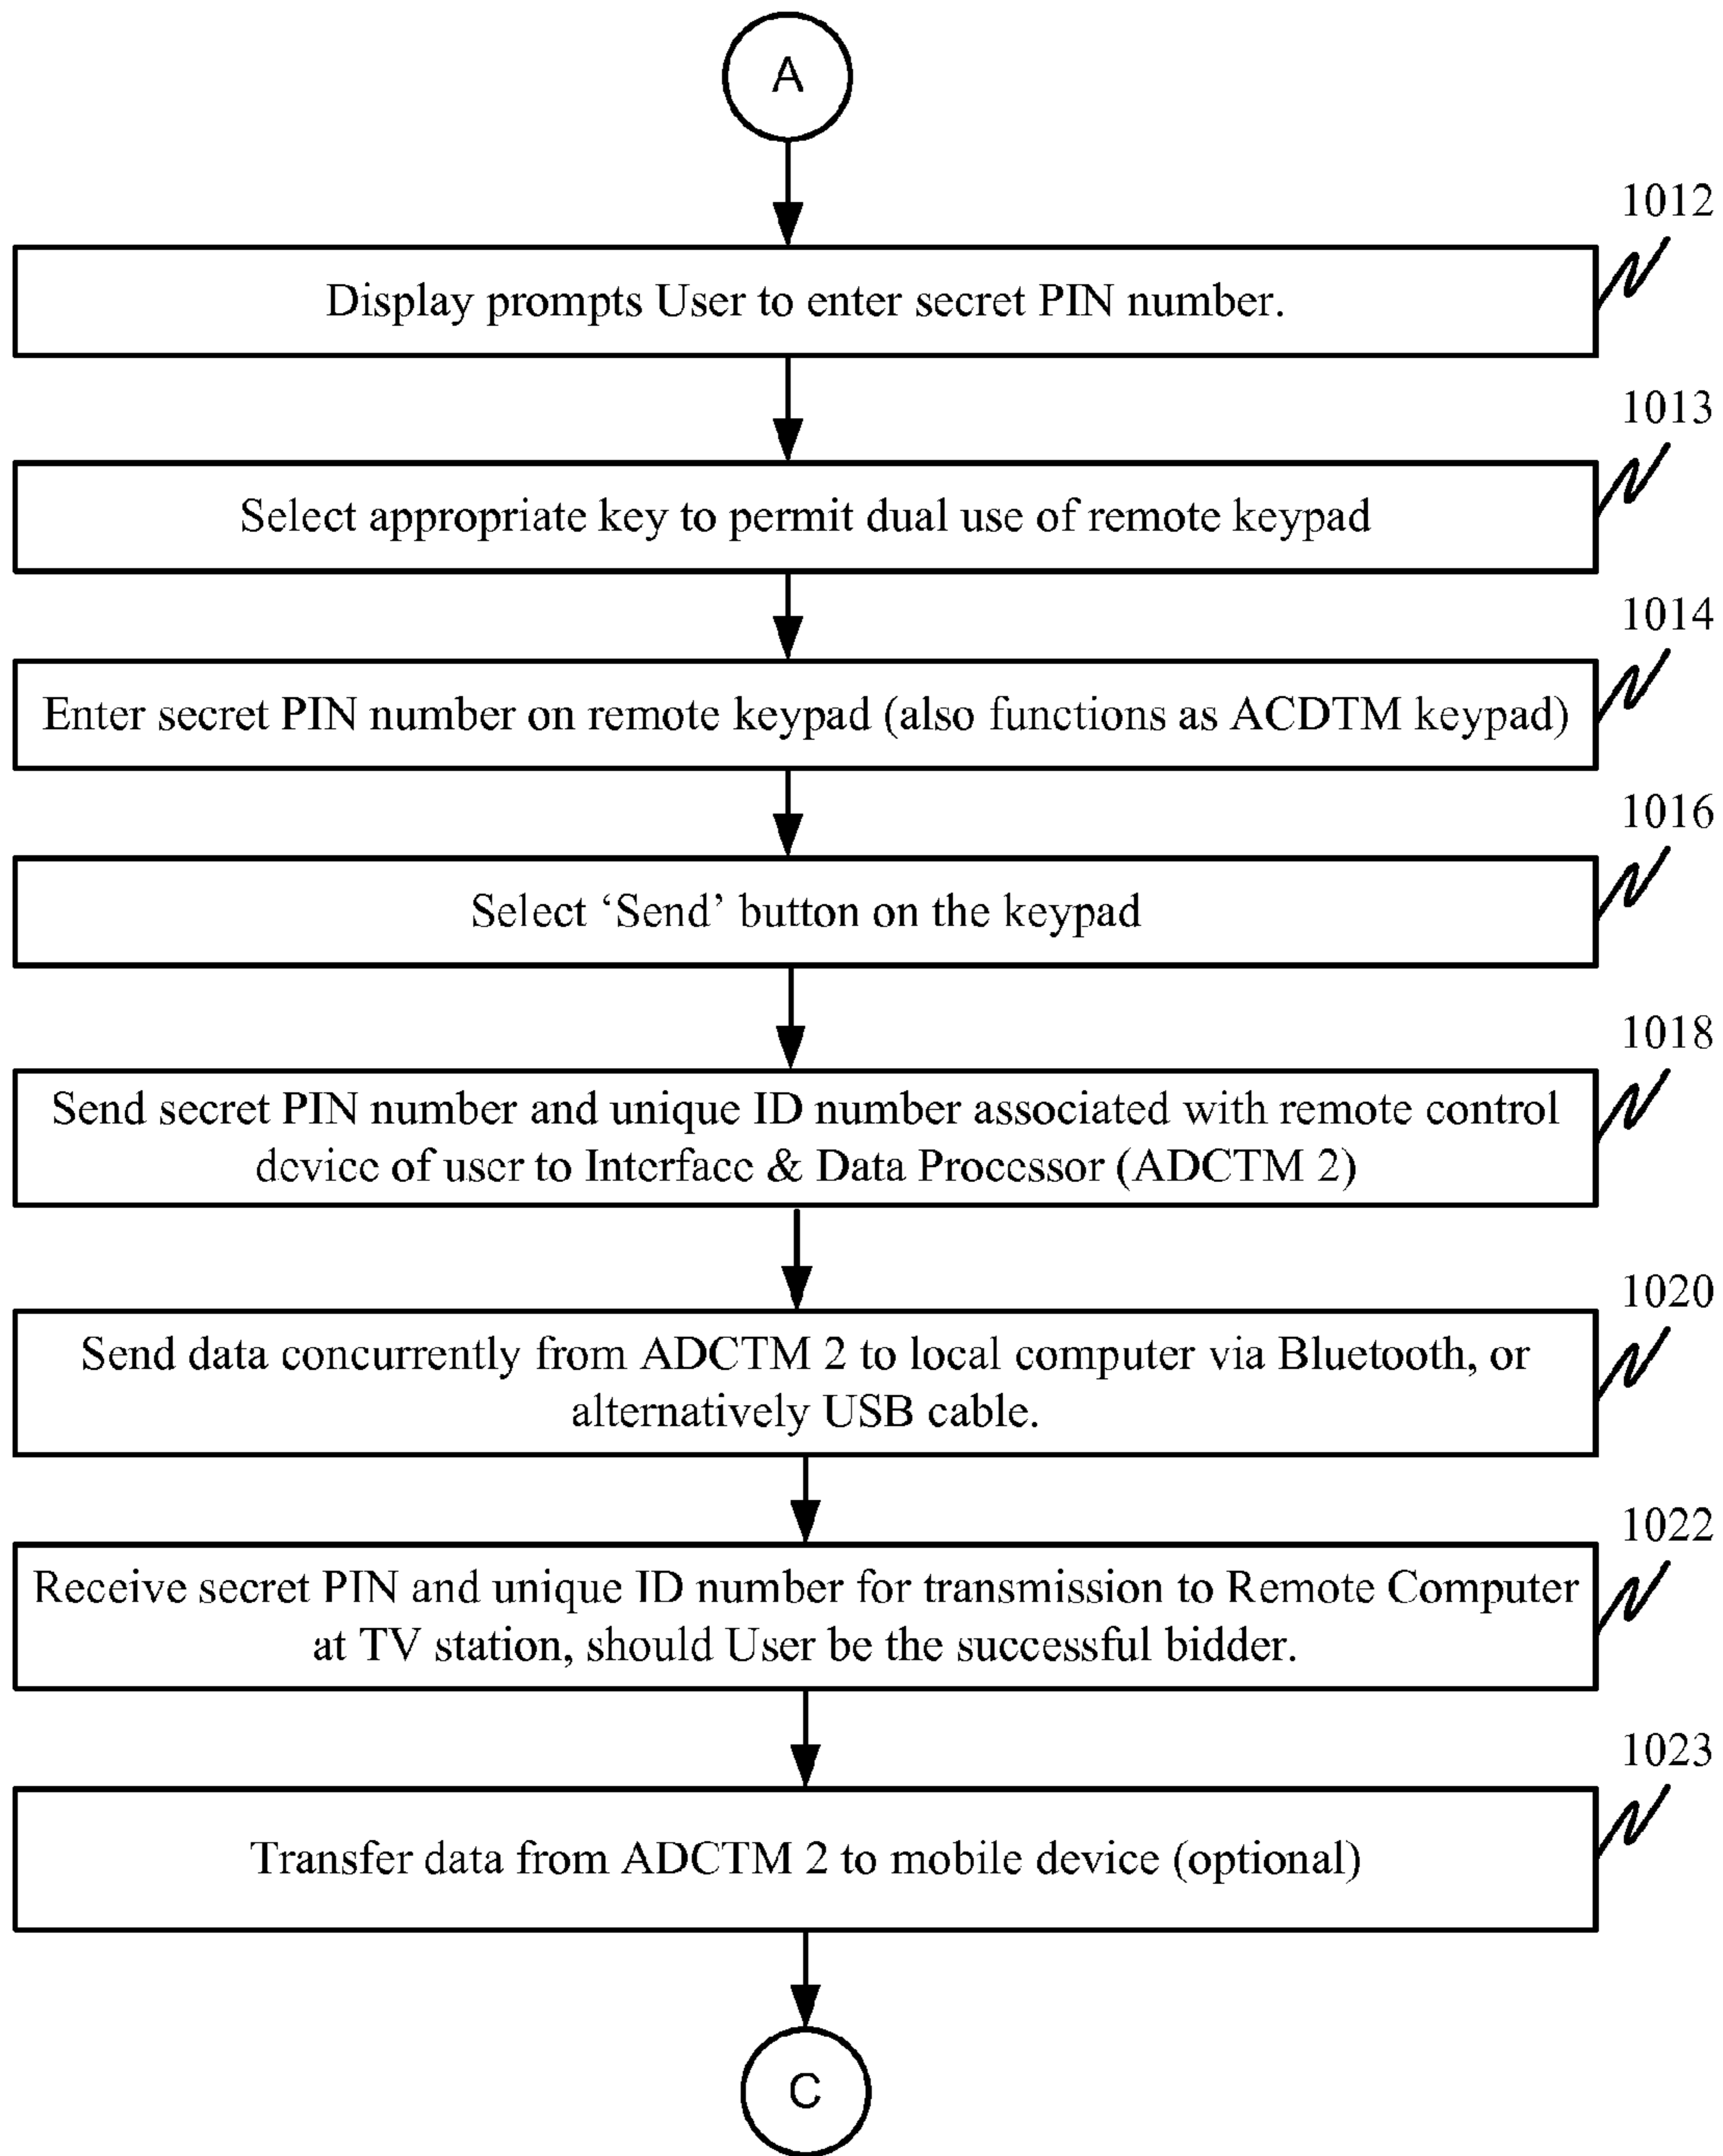 A
1012
Display prompts User to enter secret PIN number.
1013
Select appropriate key to permit dual use of remote keypad
1014
Enter secret PIN number on remote keypad (also functions as ACDTM keypad)
1016
Select ‘Send’ button on the keypad
1018
Send secret PIN number and unique ID number associated with remote control
device of user to Interface & Data Processor (ADCTM 2)
1020
Send data concurrently from ADCTM 2 to local computer via Bluetooth, or
alternatively USB cable.
1022
Receive secret PIN and unique ID number for transmission to Remote Computer
at TV station, should User be the successful bidder.
1023
Transfer data from ADCTM 2 to mobile device (optional)
C